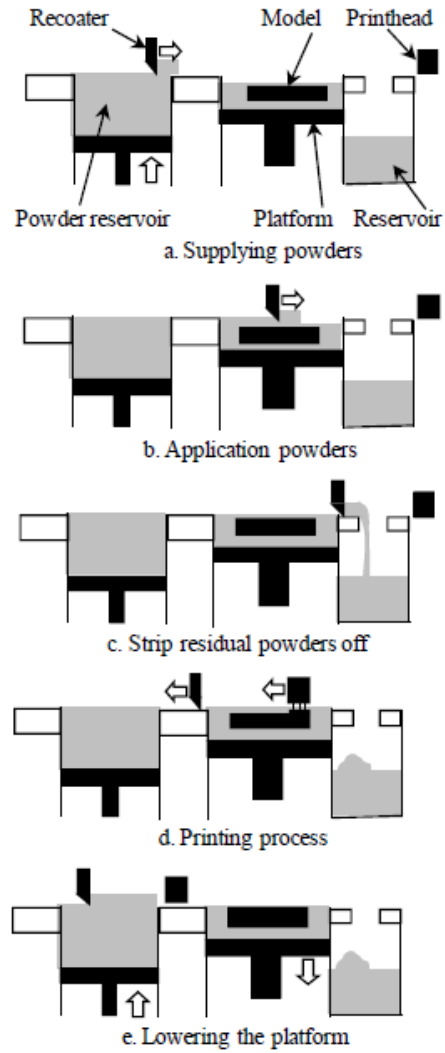 Recoater
Model
Printhead
Powder reservoir
Platform
Reservoir
a. Supplying powders
b. Application powders
c. Strip residual powders off
d. Printing process
e. Lowering the platform